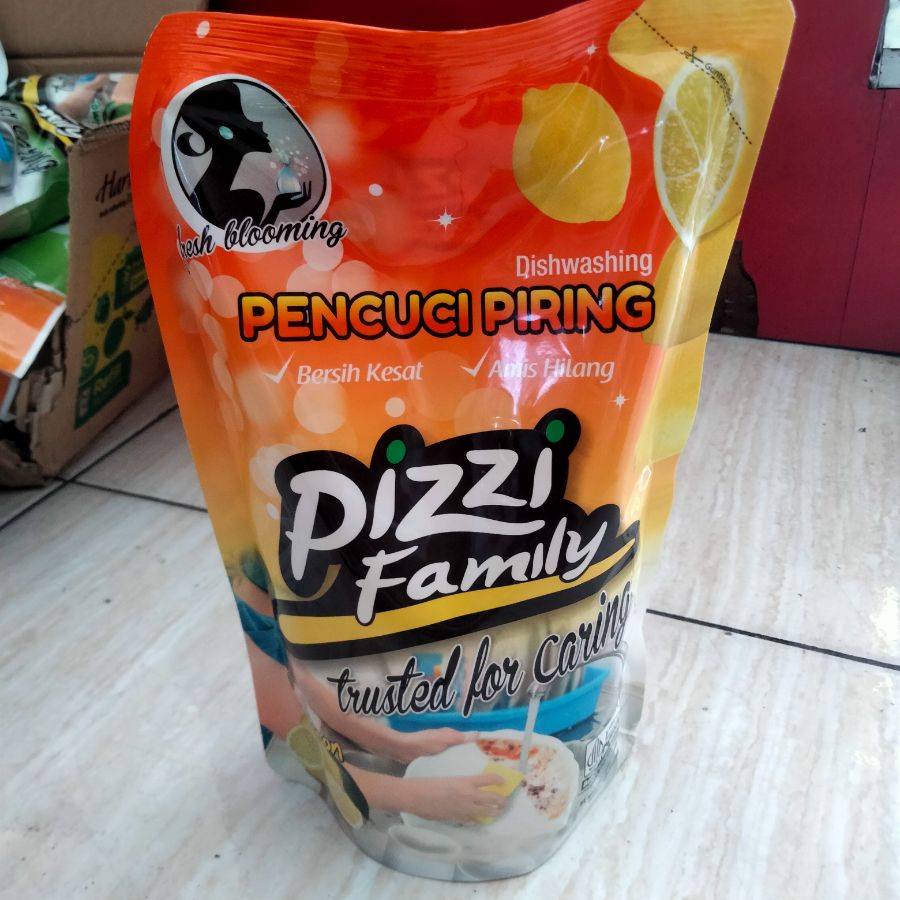 fresh blooming
Dishwashing
PENCUCI PIRING
Bersih Kesat
Amis Hilang
Pizzi
Family
trusted for caring